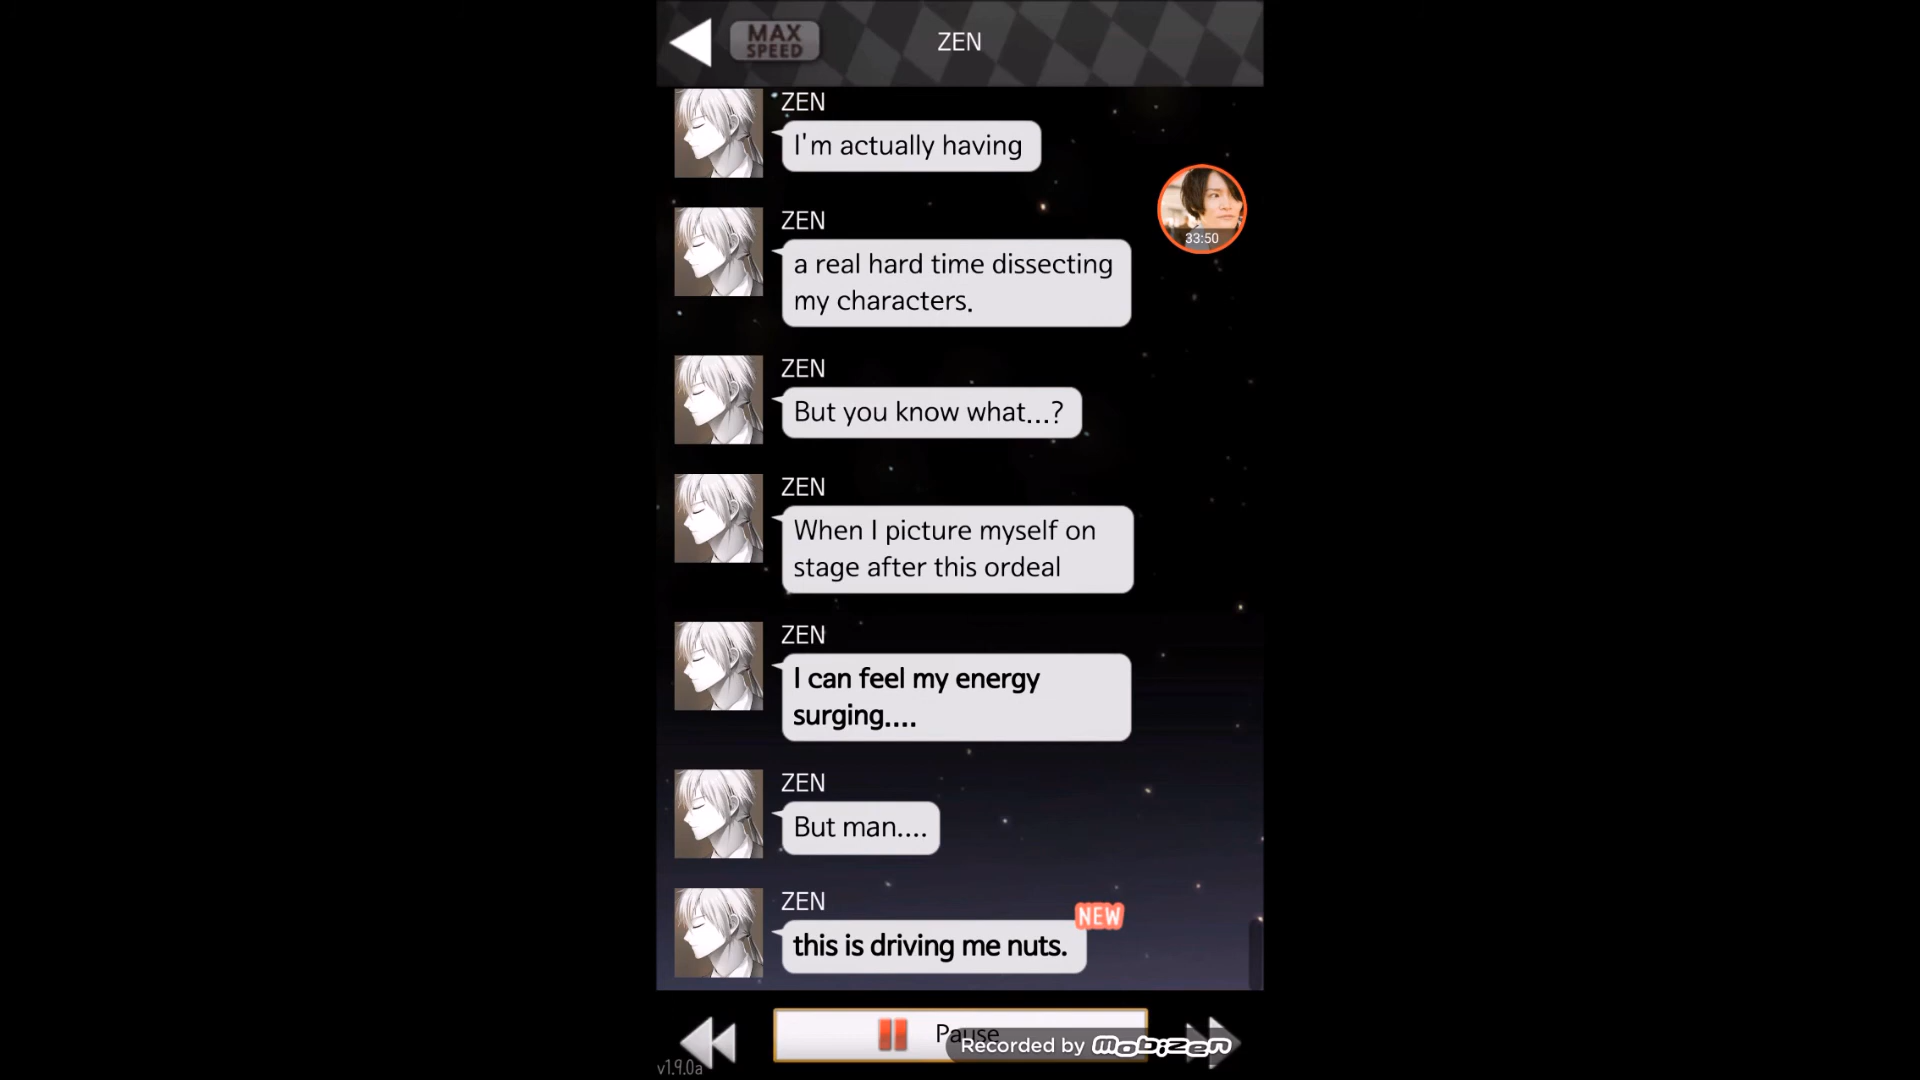 MAX
SPEED
ZEN
ZEN
I'm actually having
33:50
ZEN
a real hard time dissecting
my characters.
ZEN
But you know what...?
ZEN
When I picture myself on
stage after this ordeal
ZEN
I can feel my energy
surging....
ZEN
But man....
ZEN
NEW
this is driving me nuts.
Pause
Recorded by Mobizen
v1.9.0a